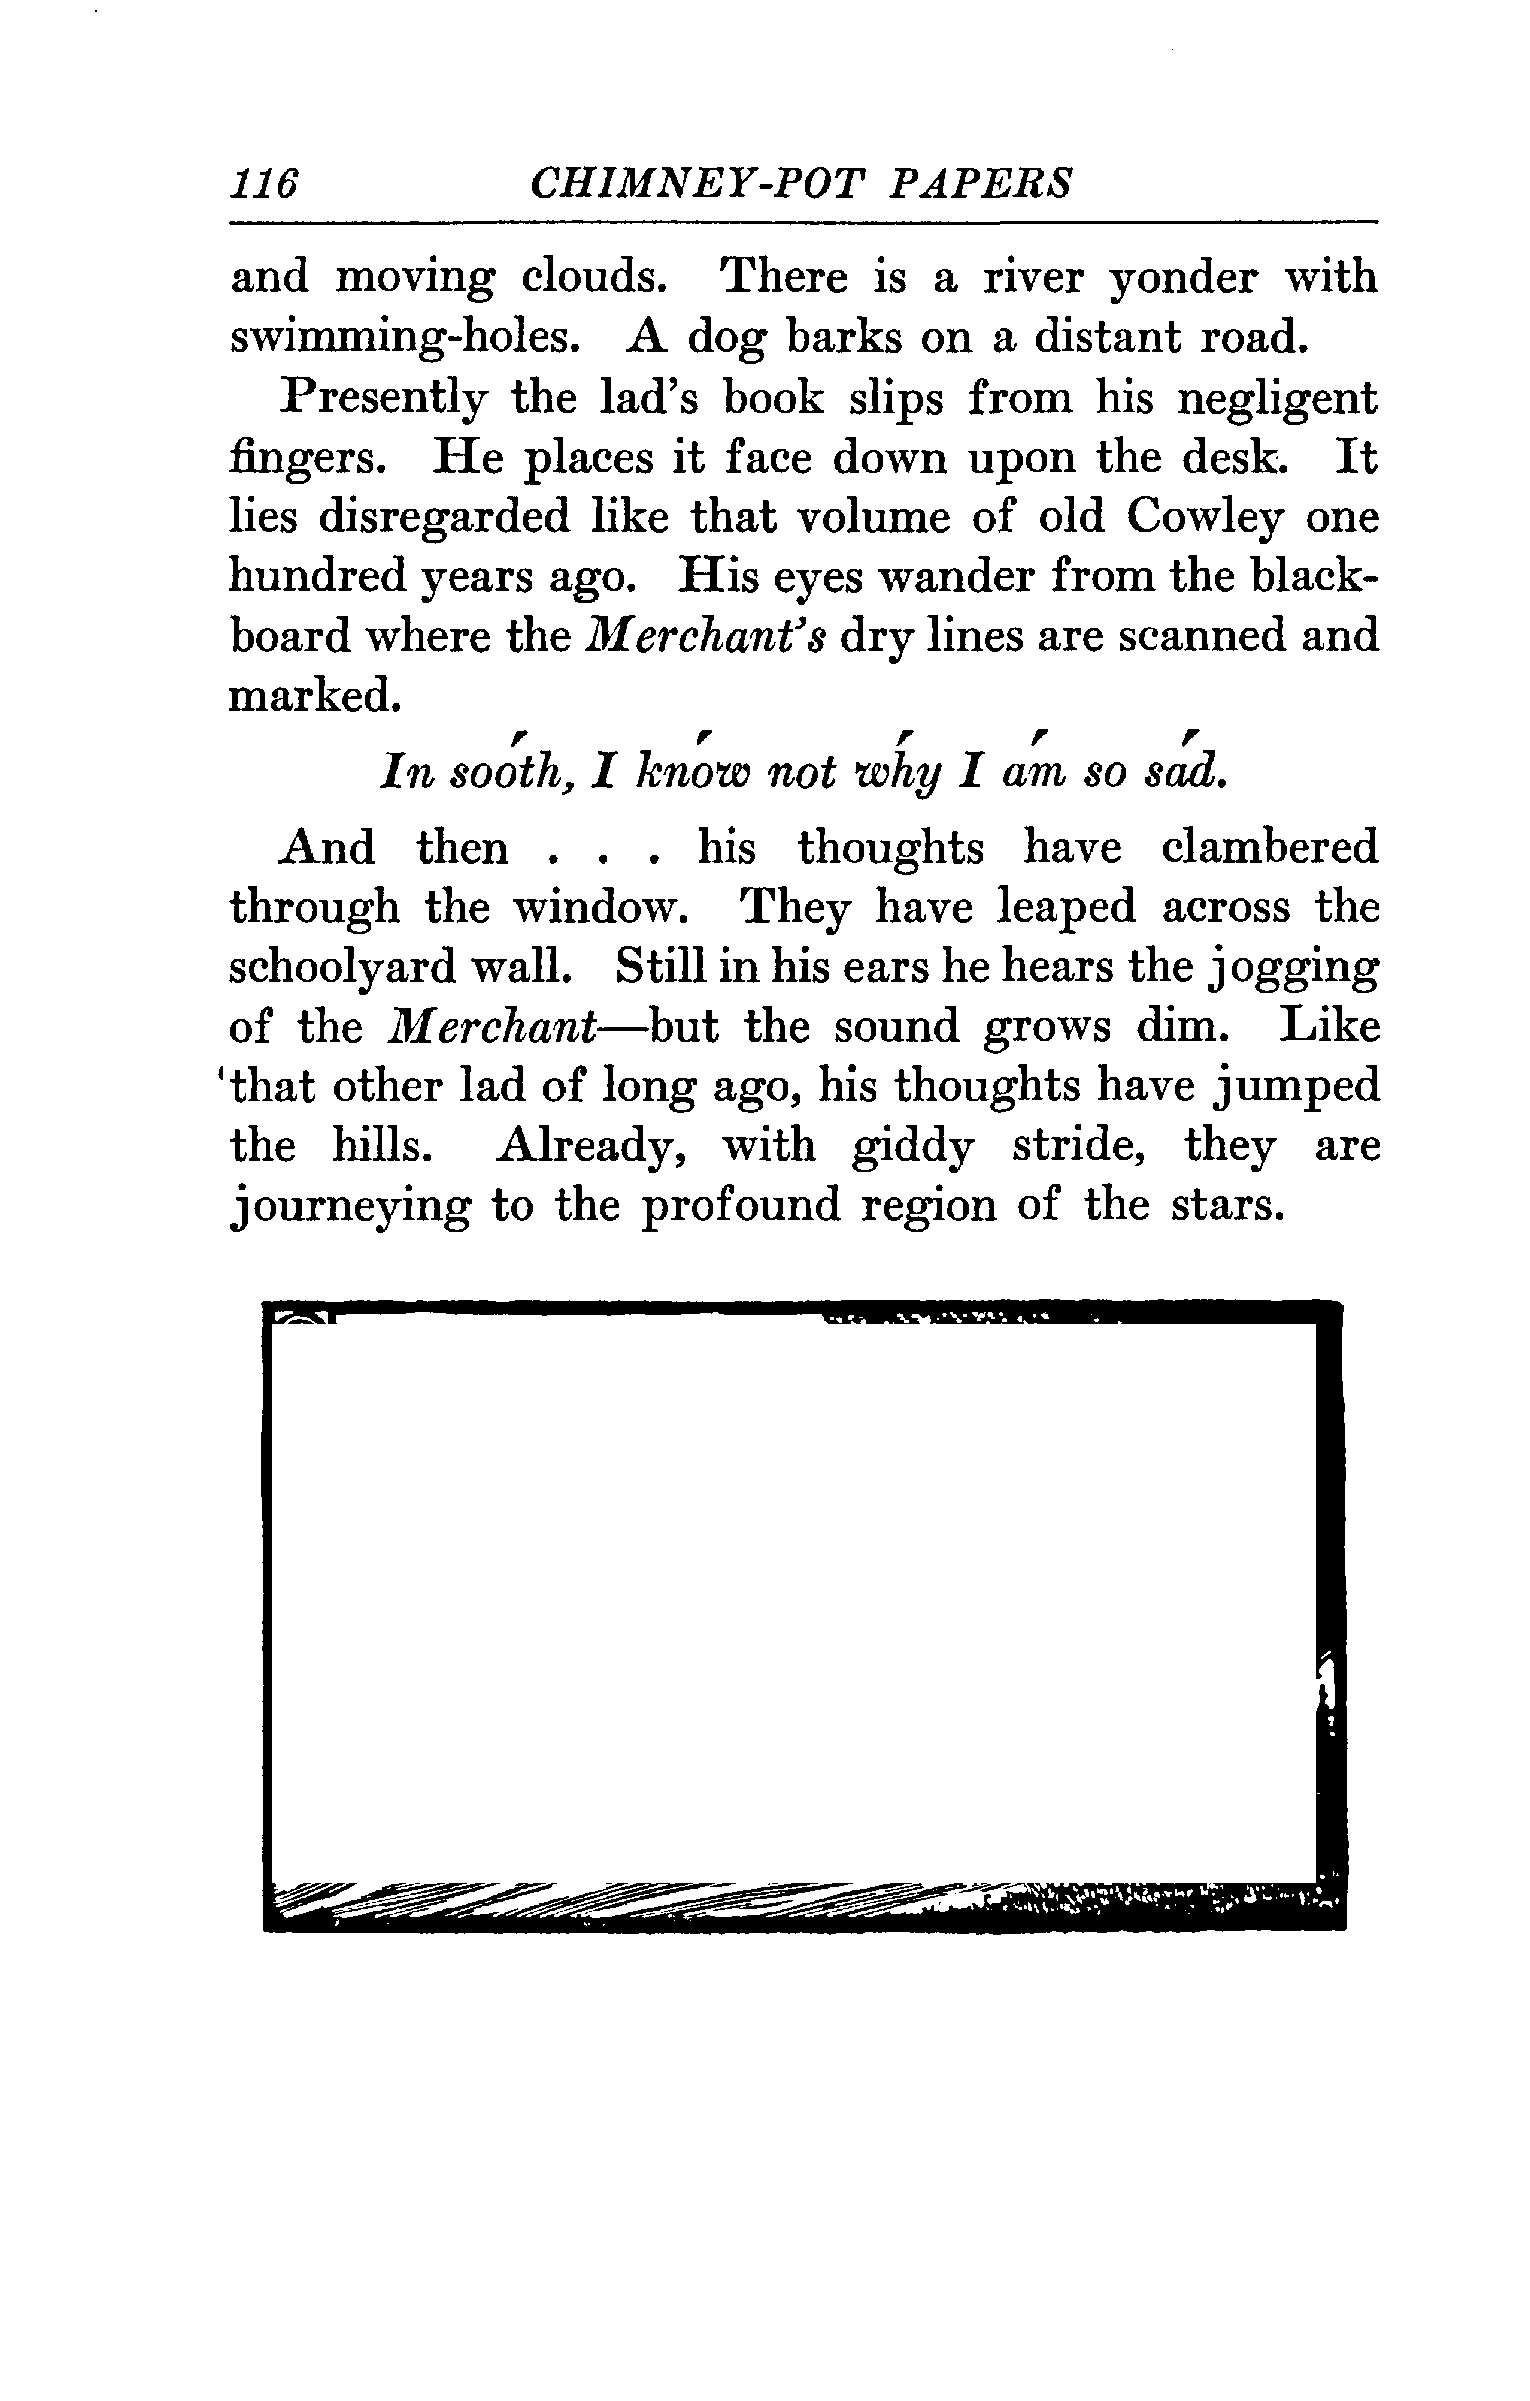 116 CHIMNEY-POT PAPERS
and moving clouds. There is a river yonder with
swimming-holes. A dog barks on a distant road.
Presently the lad's book slips from his negligent
fingers. He places it face down upon the desk. It
lies disregarded like that volume of old Cowley one
hundred years ago. His eyes wander from the black-
board where the Merchant's dry lines are scanned and
marked.
In soóth, I knów not whý I ám so sád.
And then . . . his thoughts have clambered
through the window. They have leaped across the
schoolyard wall. Still in his ears he hears the jogging
of the Merchant—but the sound grows dim. Like
'that other lad of long ago, his thoughts have jumped
the hills. Already, with giddy stride, they are
journeying to the profound region of the stars.